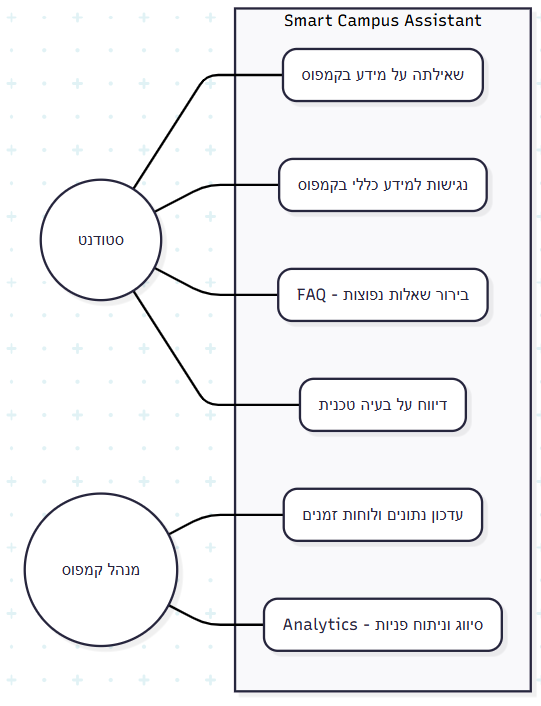 Smart Campus Assistant
שאילתה על מידע בקמפוס
נגישות למידע כללי בקמפוס
סטודנט
בירור שאלות נפוצות - FAQ
דיווח על בעיה טכנית
עדכון נתונים ולוחות זמנים
מנהל קמפוס
סיווג וניתוח פניות - Analytics